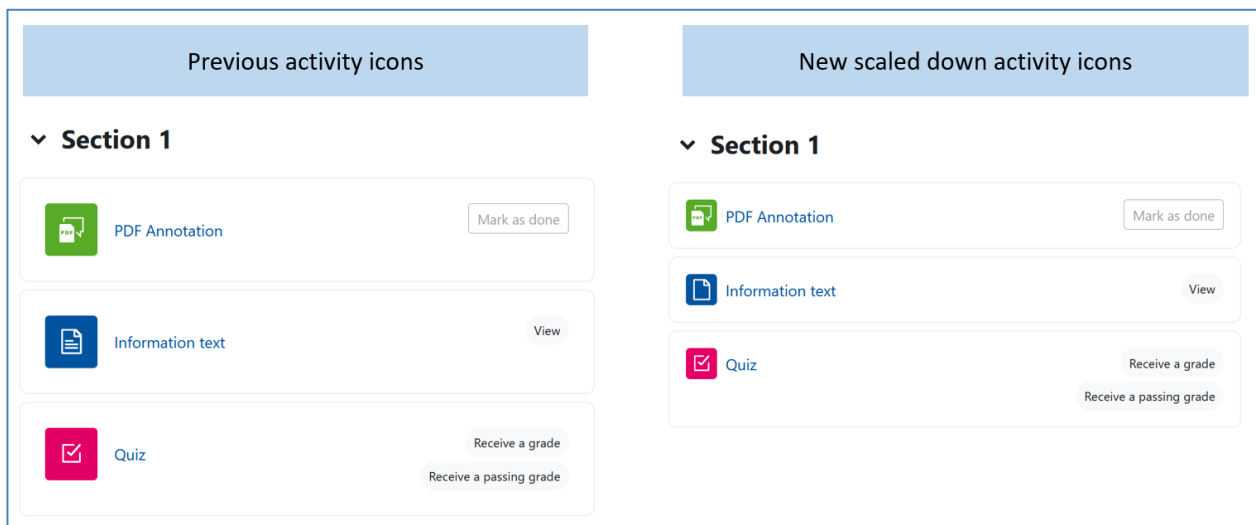 Previous activity icons
Section 1
PDF
PDF Annotation
Mark as done
Information text
View
Quiz
Receive a grade
Receive a passing grade
New scaled down activity icons
Section 1
PDF
PDF Annotation
Mark as done
Information text
View
Quiz
Receive a grade
Receive a passing grade